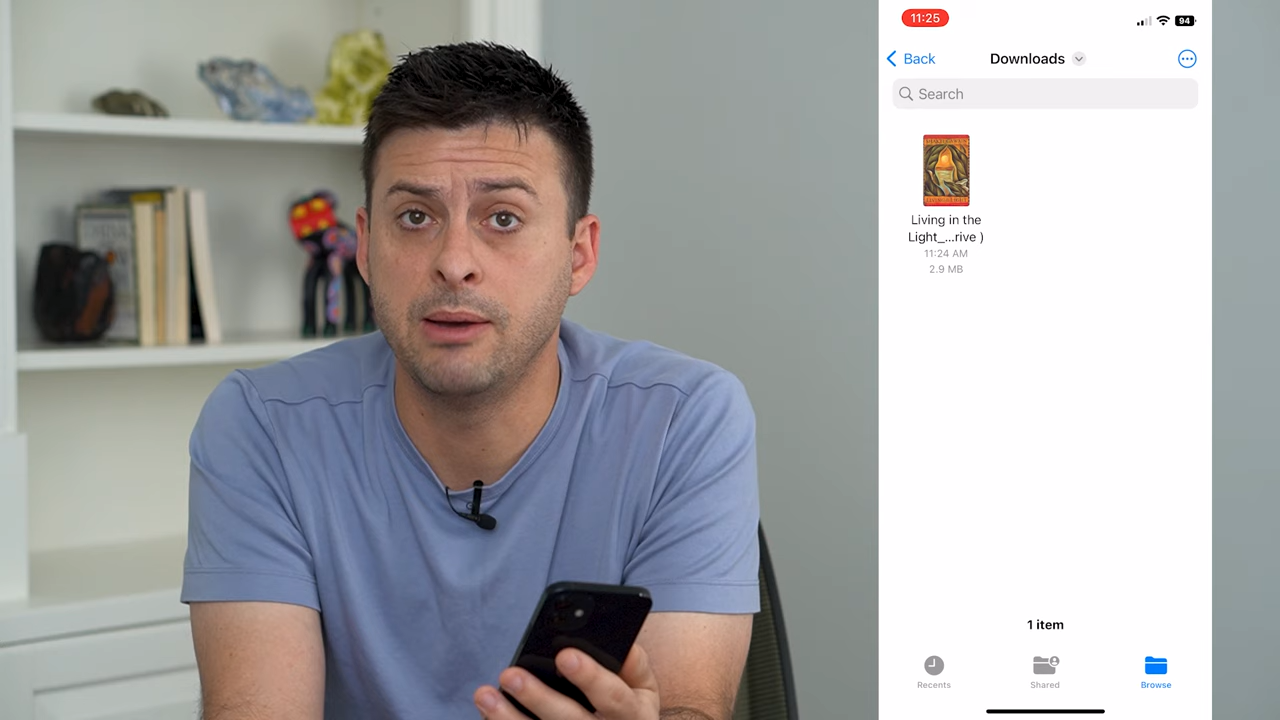 11:25
94
Back
Downloads
Search
Living in the
Light_...rive )
11:24 AM
2.9 MB
1 item
Recents
Shared
Browse